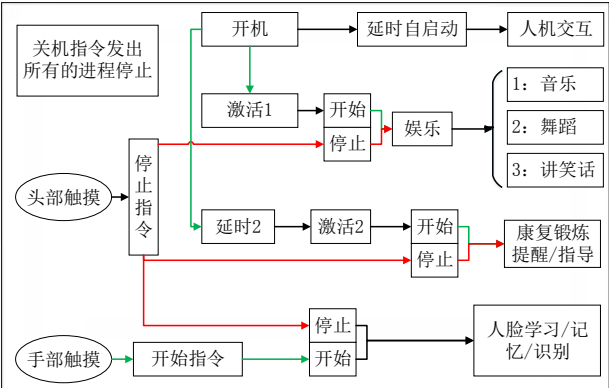 关机指令发出
所有的进程停止
开机
延时自启动
人机交互
激活1
开始
停止
娱乐
1：音乐
2：舞蹈
3：讲笑话
头部触摸
停
止
指
令
延时2
激活2
开始
停止
康复锻炼
提醒/指导
停止
开始
人脸学习/记
忆/识别
手部触摸
开始指令